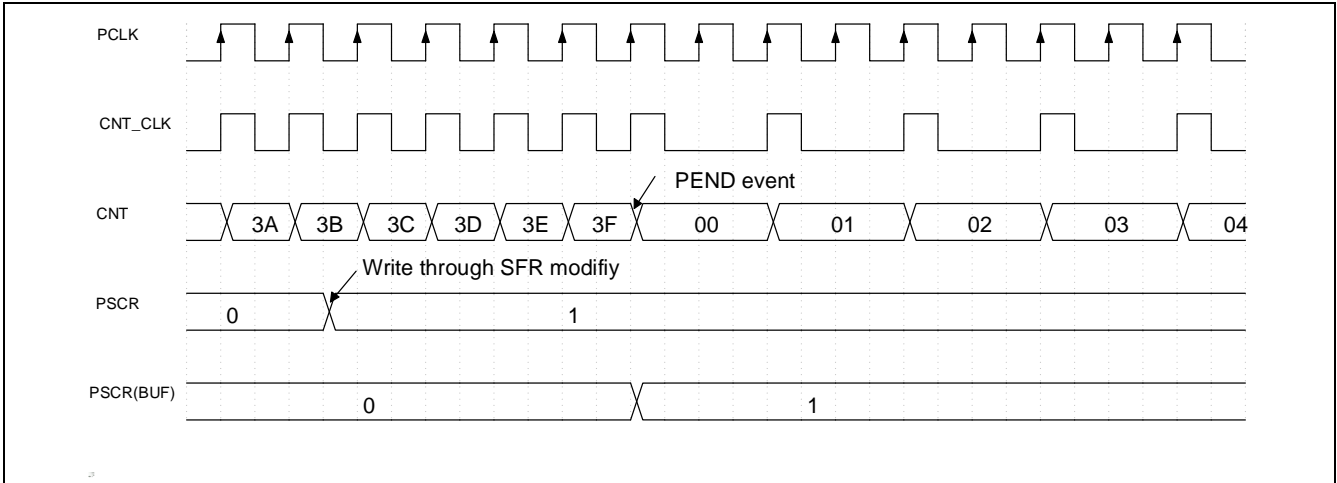 PCLK
CNT_CLK
PEND event
CNT
3A 3B 3C 3D 3E 3F 00 01 02 03 04
Write through SFR modifiy
PSCR
0 1
PSCR(BUF)
0 1